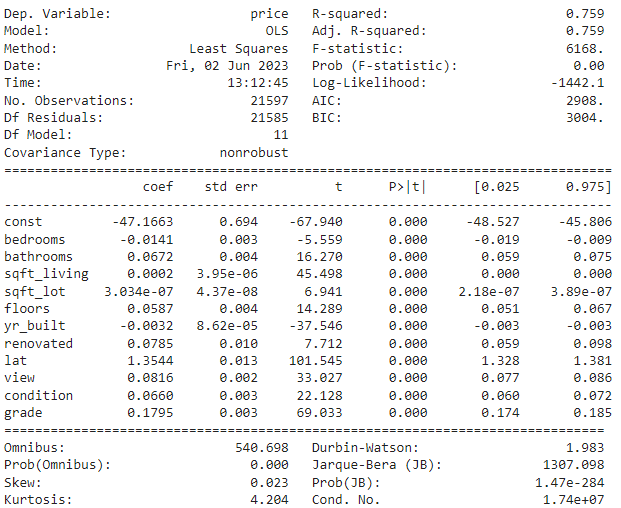 Dep. Variable: price R-squared: 0.759
Model: OLS Adj. R-squared: 0.759
Method: Least Squares F-statistic: 6168.
Date: Fri, 02 Jun 2023 Prob (F-statistic): 0.00
Time: 13:12:45 Log-Likelihood: -1442.1
No. Observations: 21597 AIC: 2908.
Df Residuals: 21585 BIC: 3004.
Df Model: 11
Covariance Type: nonrobust
==============================================================================
coef std err t P>|t| [0.025 0.975]
------------------------------------------------------------------------------
const -47.1663 0.694 -67.940 0.000 -48.527 -45.806
bedrooms -0.0141 0.003 -5.559 0.000 -0.019 -0.009
bathrooms 0.0672 0.004 16.270 0.000 0.059 0.075
sqft_living 0.0002 3.95e-06 45.498 0.000 0.000 0.000
sqft_lot 3.034e-07 4.37e-08 6.941 0.000 2.18e-07 3.89e-07
floors 0.0587 0.004 14.289 0.000 0.051 0.067
yr_built -0.0032 8.62e-05 -37.546 0.000 -0.003 -0.003
renovated 0.0785 0.010 7.712 0.000 0.059 0.098
lat 1.3544 0.013 101.545 0.000 1.328 1.381
view 0.0816 0.002 33.027 0.000 0.077 0.086
condition 0.0660 0.003 22.128 0.000 0.060 0.072
grade 0.1795 0.003 69.033 0.000 0.174 0.185
==============================================================================
Omnibus: 540.698 Durbin-Watson: 1.983
Prob(Omnibus): 0.000 Jarque-Bera (JB): 1307.098
Skew: 0.023 Prob(JB): 1.47e-284
Kurtosis: 4.204 Cond. No. 1.74e+07